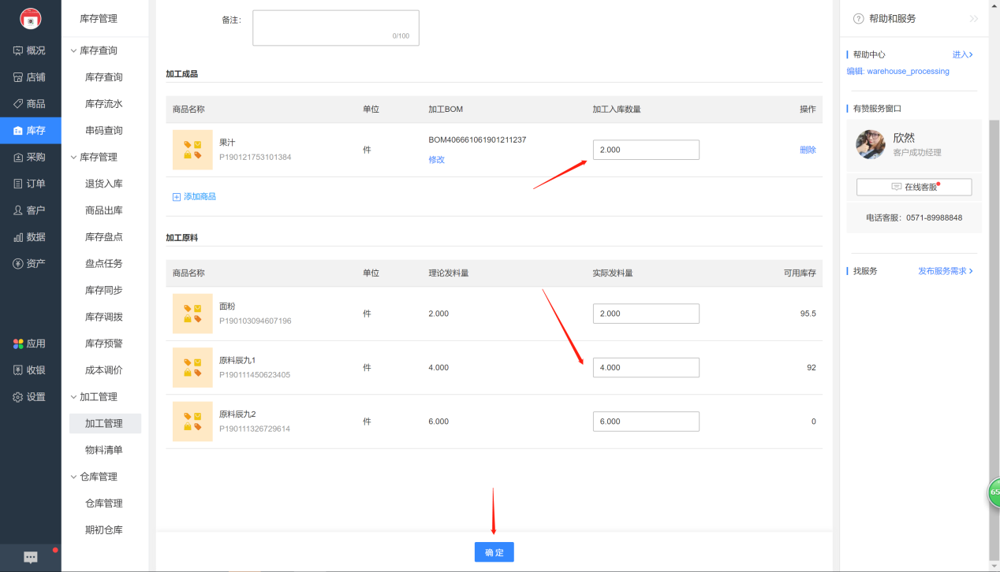 概况
店铺
商品
库存
采购
订单
客户
数据
资产
应用
收银
设置
库存管理
库存查询
库存查询
库存流水
串码查询
库存管理
退货入库
商品出库
库存盘点
盘点任务
库存同步
库存调拨
库存预警
成本调价
加工管理
加工管理
物料清单
仓库管理
仓库管理
期初仓库
备注：
0/100
加工成品
商品名称 单位 加工BOM 加工入库数量 操作
果汁
P190121753101384
件
BOM406661061901211237
修改
2.000
删除
添加商品
加工原料
商品名称 单位 理论发料量 实际发料量 可用库存
面粉
P190103094607196
件 2.000 2.000 95.5
原料辰九1
P190111450623405
件 4.000 4.000 92
原料辰九2
P190111326729614
件 6.000 6.000 0
确定
帮助和服务
帮助中心 进入
编辑: warehouse_processing
有赞服务窗口
欣然
客户成功经理
在线客服
电话客服：0571-89988848
找服务 发布服务需求
65